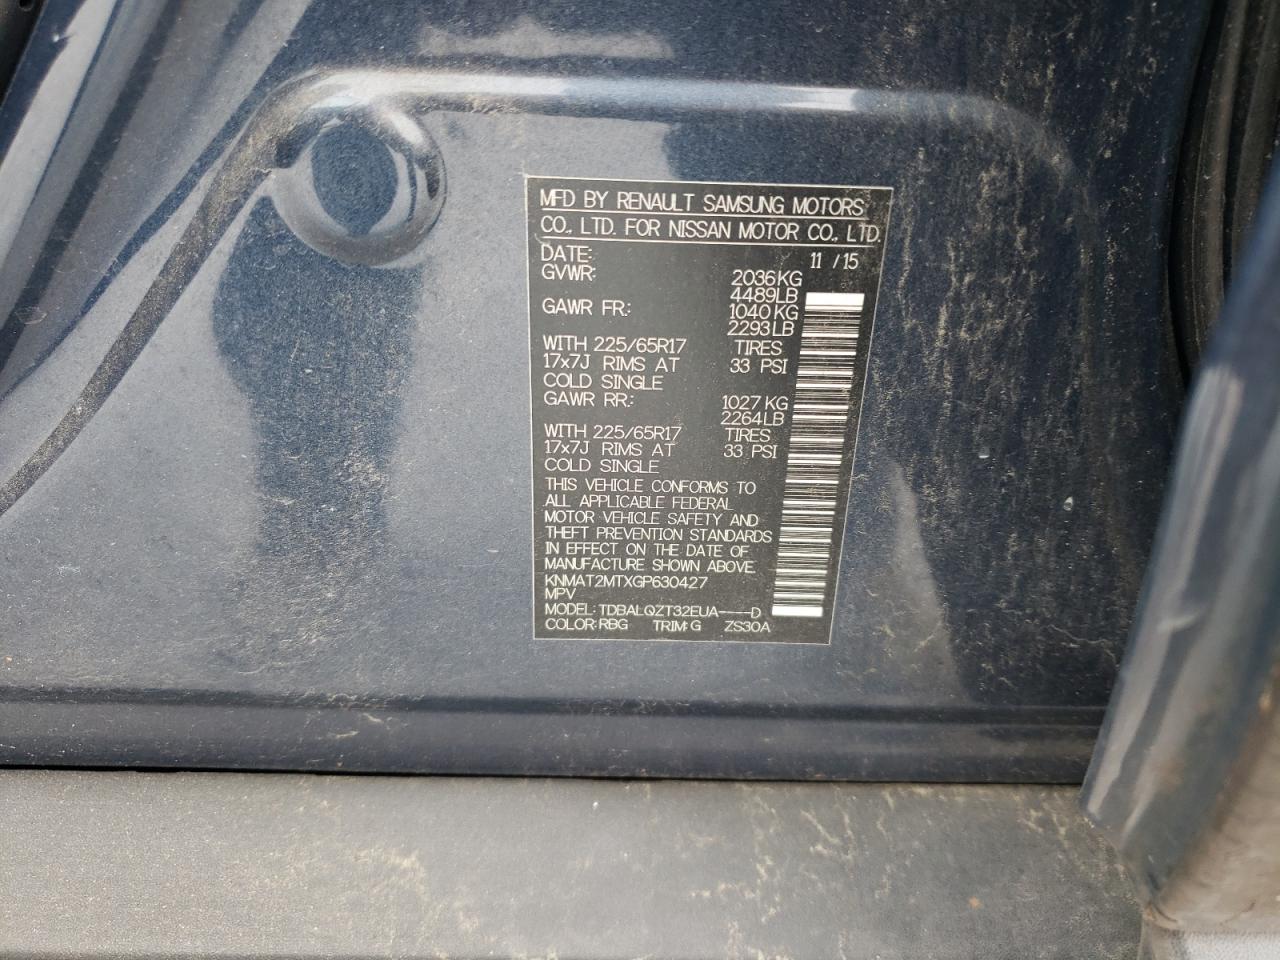 MFD BY RENAULT SAMSUNG MOTORS
CO., LTD. FOR NISSAN MOTOR CO., LTD.
DATE: 11 / 15
GVWR: 2036KG
4489LB
GAWR FR: 1040KG
2293LB
WITH 225/65R17 TIRES
17x7J RIMS AT 33 PSI
COLD SINGLE
GAWR RR: 1027KG
2264LB
WITH 225/65R17 TIRES
17x7J RIMS AT 33 PSI
COLD SINGLE
THIS VEHICLE CONFORMS TO
ALL APPLICABLE FEDERAL
MOTOR VEHICLE SAFETY AND
THEFT PREVENTION STANDARDS
IN EFFECT ON THE DATE OF
MANUFACTURE SHOWN ABOVE.
KNMAT2MTXGP630427
MPV
MODEL: TDBALQZT32EUA----D
COLOR: RBG TRIM: G ZS30A